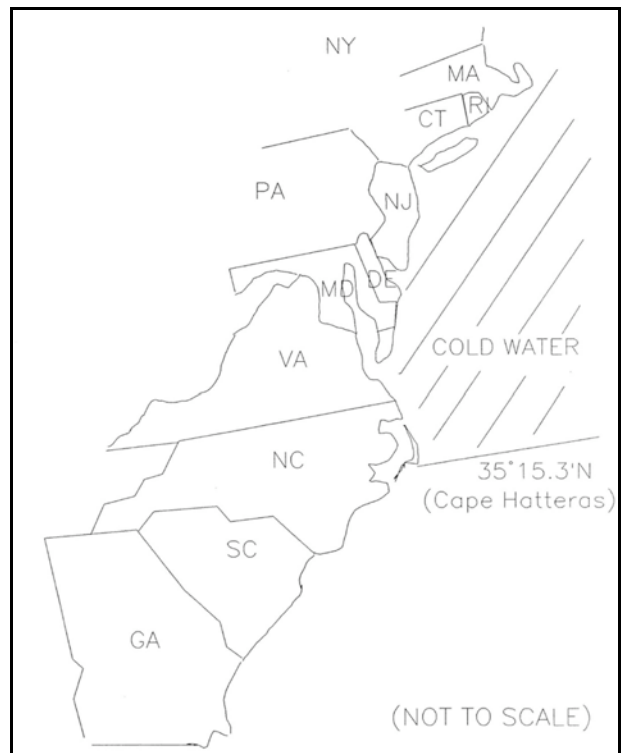 NY
MA
CT
RI
PA
NJ
MD
DE
VA
COLD WATER
NC
35°15.3'N
(Cape Hatteras)
SC
GA
(NOT TO SCALE)